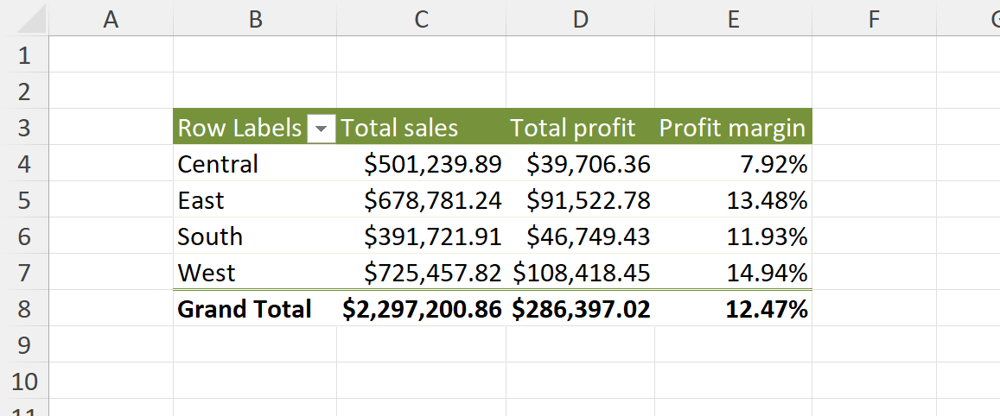 A B C D E F G
1
2
3 Row Labels Total sales Total profit Profit margin
4 Central $501,239.89 $39,706.36 7.92%
5 East $678,781.24 $91,522.78 13.48%
6 South $391,721.91 $46,749.43 11.93%
7 West $725,457.82 $108,418.45 14.94%
8 Grand Total $2,297,200.86 $286,397.02 12.47%
9
10
11